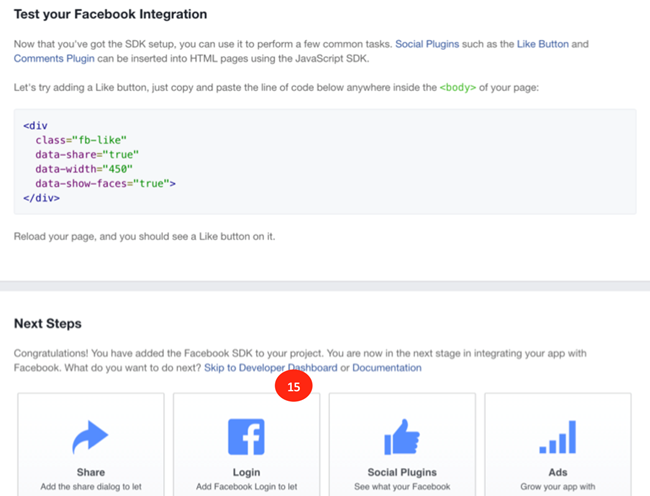 Test your Facebook Integration
Now that you've got the SDK setup, you can use it to perform a few common tasks. Social Plugins such as the Like Button and
Comments Plugin can be inserted into HTML pages using the JavaScript SDK.
Let's try adding a Like button, just copy and paste the line of code below anywhere inside the <body> of your page:
<div
class="fb-like"
data-share="true"
data-width="450"
data-show-faces="true">
</div>
Reload your page, and you should see a Like button on it.
Next Steps
Congratulations! You have added the Facebook SDK to your project. You are now in the next stage in integrating your app with
Facebook. What do you want to do next? Skip to Developer Dashboard or Documentation
15
Share Login Social Plugins Ads
Add the share dialog to let Add Facebook Login to let See what your Facebook Grow your app with